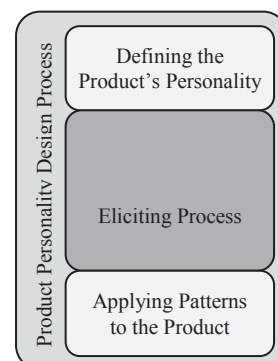 Product Personality Design Process
Defining the
Product's Personality
Eliciting Process
Applying Patterns
to the Product